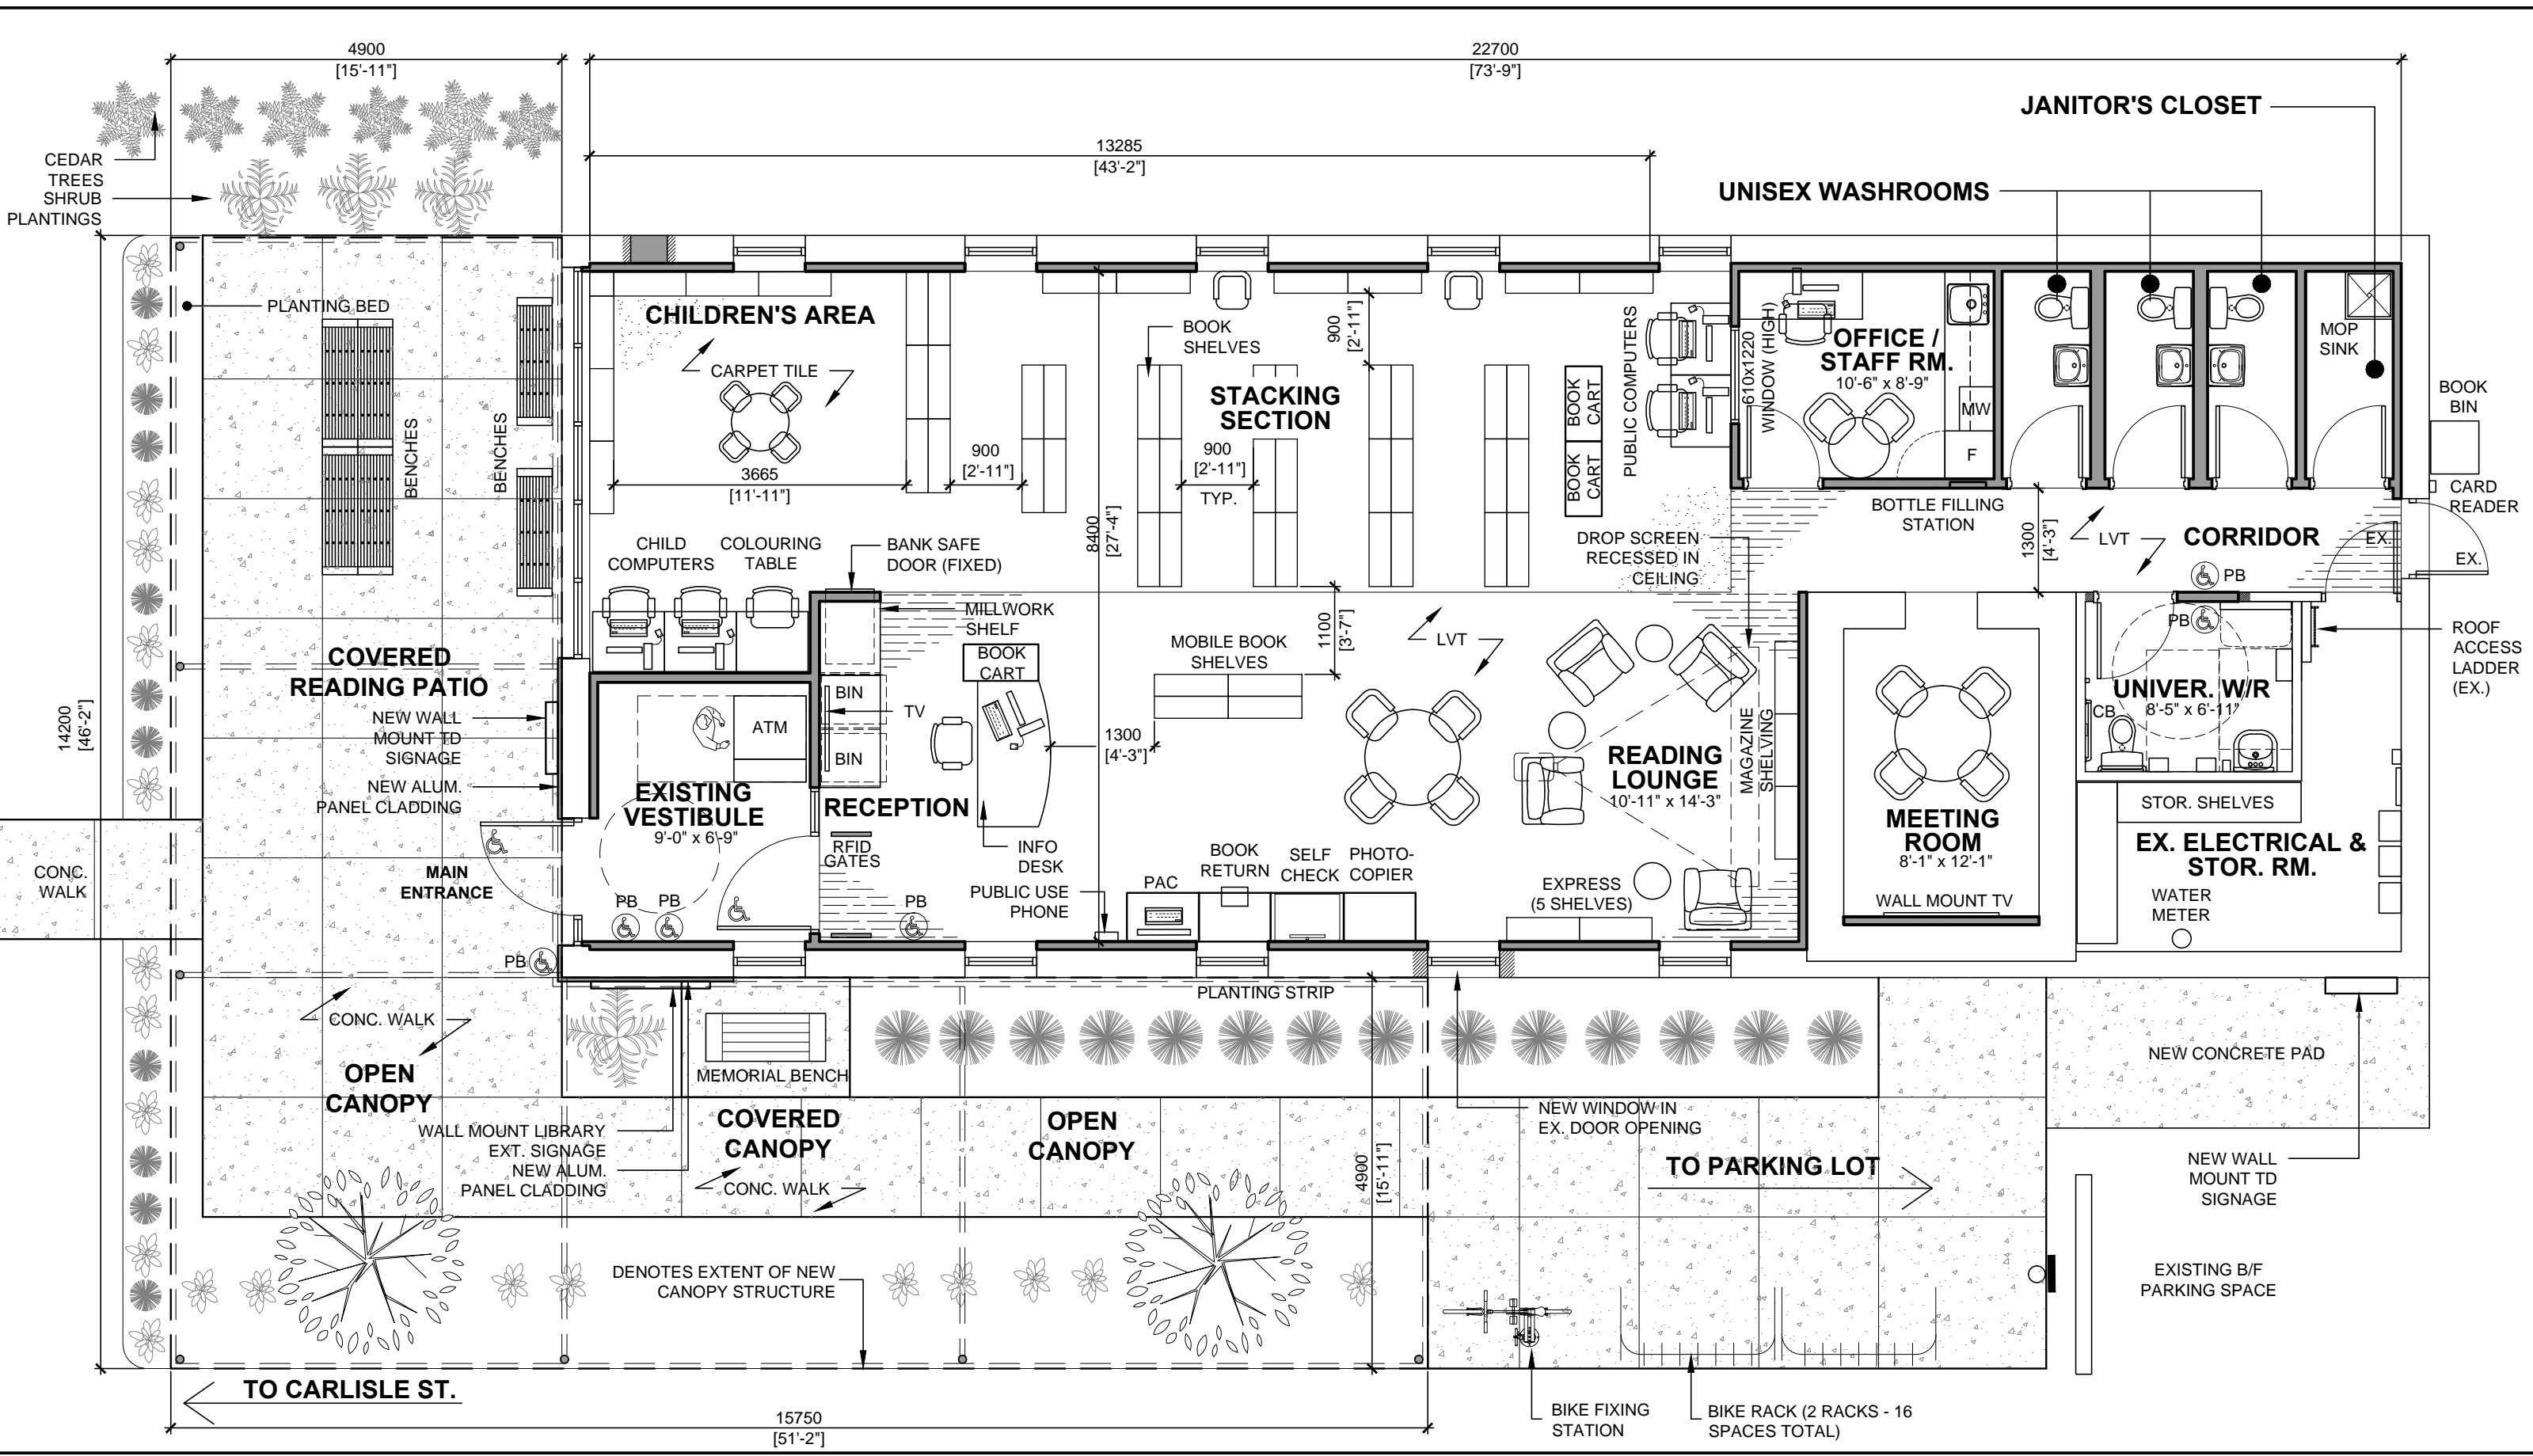 4900
[15'-11"]
22700
[73'-9"]
JANITOR'S CLOSET
13285
[43'-2"]
CEDAR
TREES
SHRUB
PLANTINGS
UNISEX WASHROOMS
PLANTING BED
CHILDREN'S AREA
CARPET TILE
BOOK
SHELVES
900
[2'-11"]
STACKING
SECTION
BOOK
CART
BOOK
CART
PUBLIC COMPUTERS
610x1220
WINDOW (HIGH)
OFFICE /
STAFF RM.
10'-6" x 8'-9"
MW
F
MOP
SINK
BOOK
BIN
CARD
READER
BENCHES
BENCHES
3665
[11'-11"]
900
[2'-11"]
900
[2'-11"]
TYP.
8400
[27'-4"]
BOTTLE FILLING
STATION
1300
[4'-3"]
LVT
CORRIDOR
EX.
EX.
PB
CHILD
COMPUTERS
COLOURING
TABLE
BANK SAFE
DOOR (FIXED)
DROP SCREEN
RECESSED IN
CEILING
MILLWORK
SHELF
BOOK
CART
MOBILE BOOK
SHELVES
1100
[3'-7"]
LVT
PB
ROOF
ACCESS
LADDER
(EX.)
COVERED
READING PATIO
NEW WALL
MOUNT TD
SIGNAGE
NEW ALUM.
PANEL CLADDING
14200
[46'-2"]
ATM
BIN
BIN
TV
1300
[4'-3"]
READING
LOUNGE
10'-11" x 14'-3"
MAGAZINE
SHELVING
UNIVER. W/R
8'-5" x 6'-11"
CB
EXISTING
VESTIBULE
9'-0" x 6'-9"
RECEPTION
RFID
GATES
INFO
DESK
PUBLIC USE
PHONE
PAC
BOOK
RETURN
SELF
CHECK
PHOTO-
COPIER
EXPRESS
(5 SHELVES)
MEETING
ROOM
8'-1" x 12'-1"
WALL MOUNT TV
STOR. SHELVES
EX. ELECTRICAL &
STOR. RM.
WATER
METER
CONC.
WALK
MAIN
ENTRANCE
PB
PB
PB
PB
CONC. WALK
OPEN
CANOPY
PLANTING STRIP
MEMORIAL BENCH
NEW CONCRETE PAD
WALL MOUNT LIBRARY
EXT. SIGNAGE
NEW ALUM.
PANEL CLADDING
COVERED
CANOPY
CONC. WALK
OPEN
CANOPY
4900
[15'-11"]
NEW WINDOW IN
EX. DOOR OPENING
TO PARKING LOT
NEW WALL
MOUNT TD
SIGNAGE
DENOTES EXTENT OF NEW
CANOPY STRUCTURE
EXISTING B/F
PARKING SPACE
TO CARLISLE ST.
15750
[51'-2"]
BIKE FIXING
STATION
BIKE RACK (2 RACKS - 16
SPACES TOTAL)